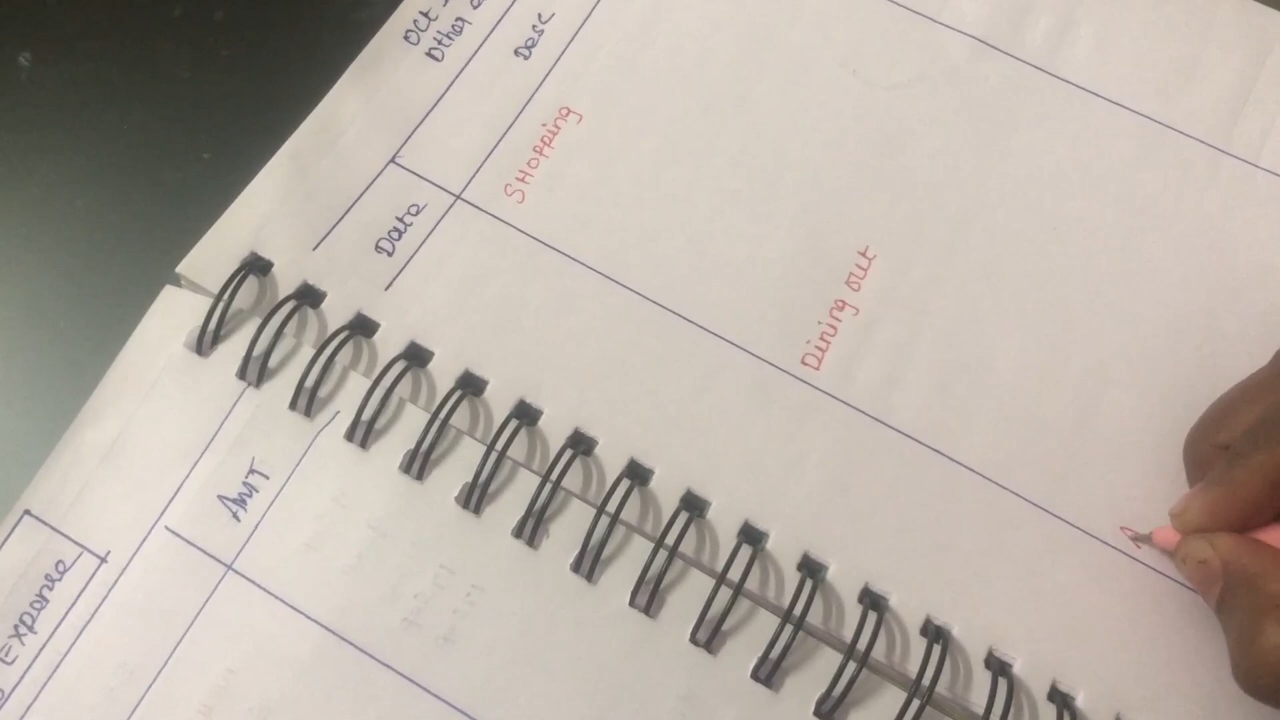 Oct -
Other e
Date Desc
SHOPPing
Dining out
Expense
AMT